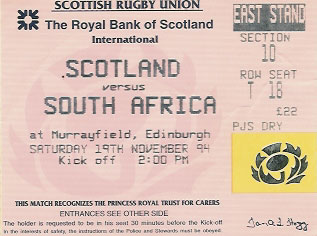 SCOTTISH RUGBY UNION
The Royal Bank of Scotland
International
SCOTLAND
versus
SOUTH AFRICA
at Murrayfield, Edinburgh
SATURDAY 19TH NOVEMBER 94
Kick off 2:00 PM
THIS MATCH RECOGNIZES THE PRINCESS ROYAL TRUST FOR CARERS
ENTRANCES SEE OTHER SIDE
The holder is requested to be in his seat 30 minutes before the Kick-off
in the interests of safety, the instructions of the Police and Stewards must be obeyed.
EAST STAND
SECTION
10
ROW SEAT
T 16
£22
PJS DRY